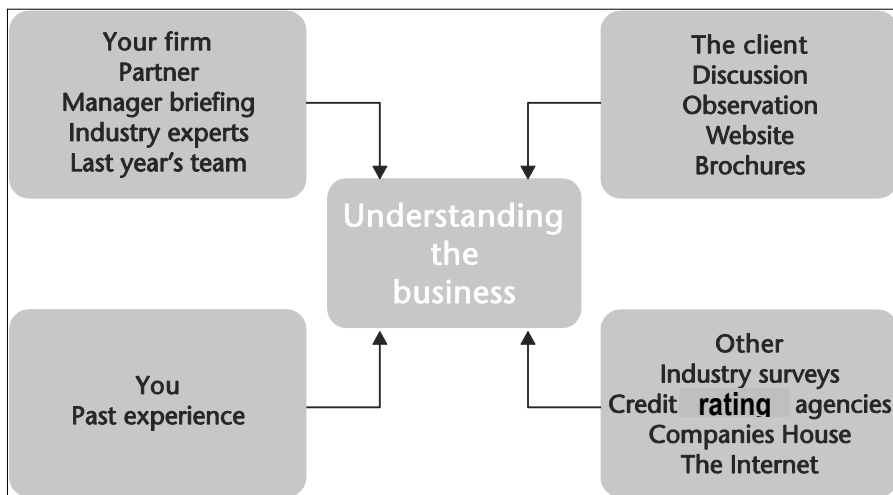 Your firm
Partner
Manager briefing
Industry experts
Last year's team
The client
Discussion
Observation
Website
Brochures
Understanding
the
business
You
Past experience
Other
Industry surveys
Credit rating agencies
Companies House
The Internet